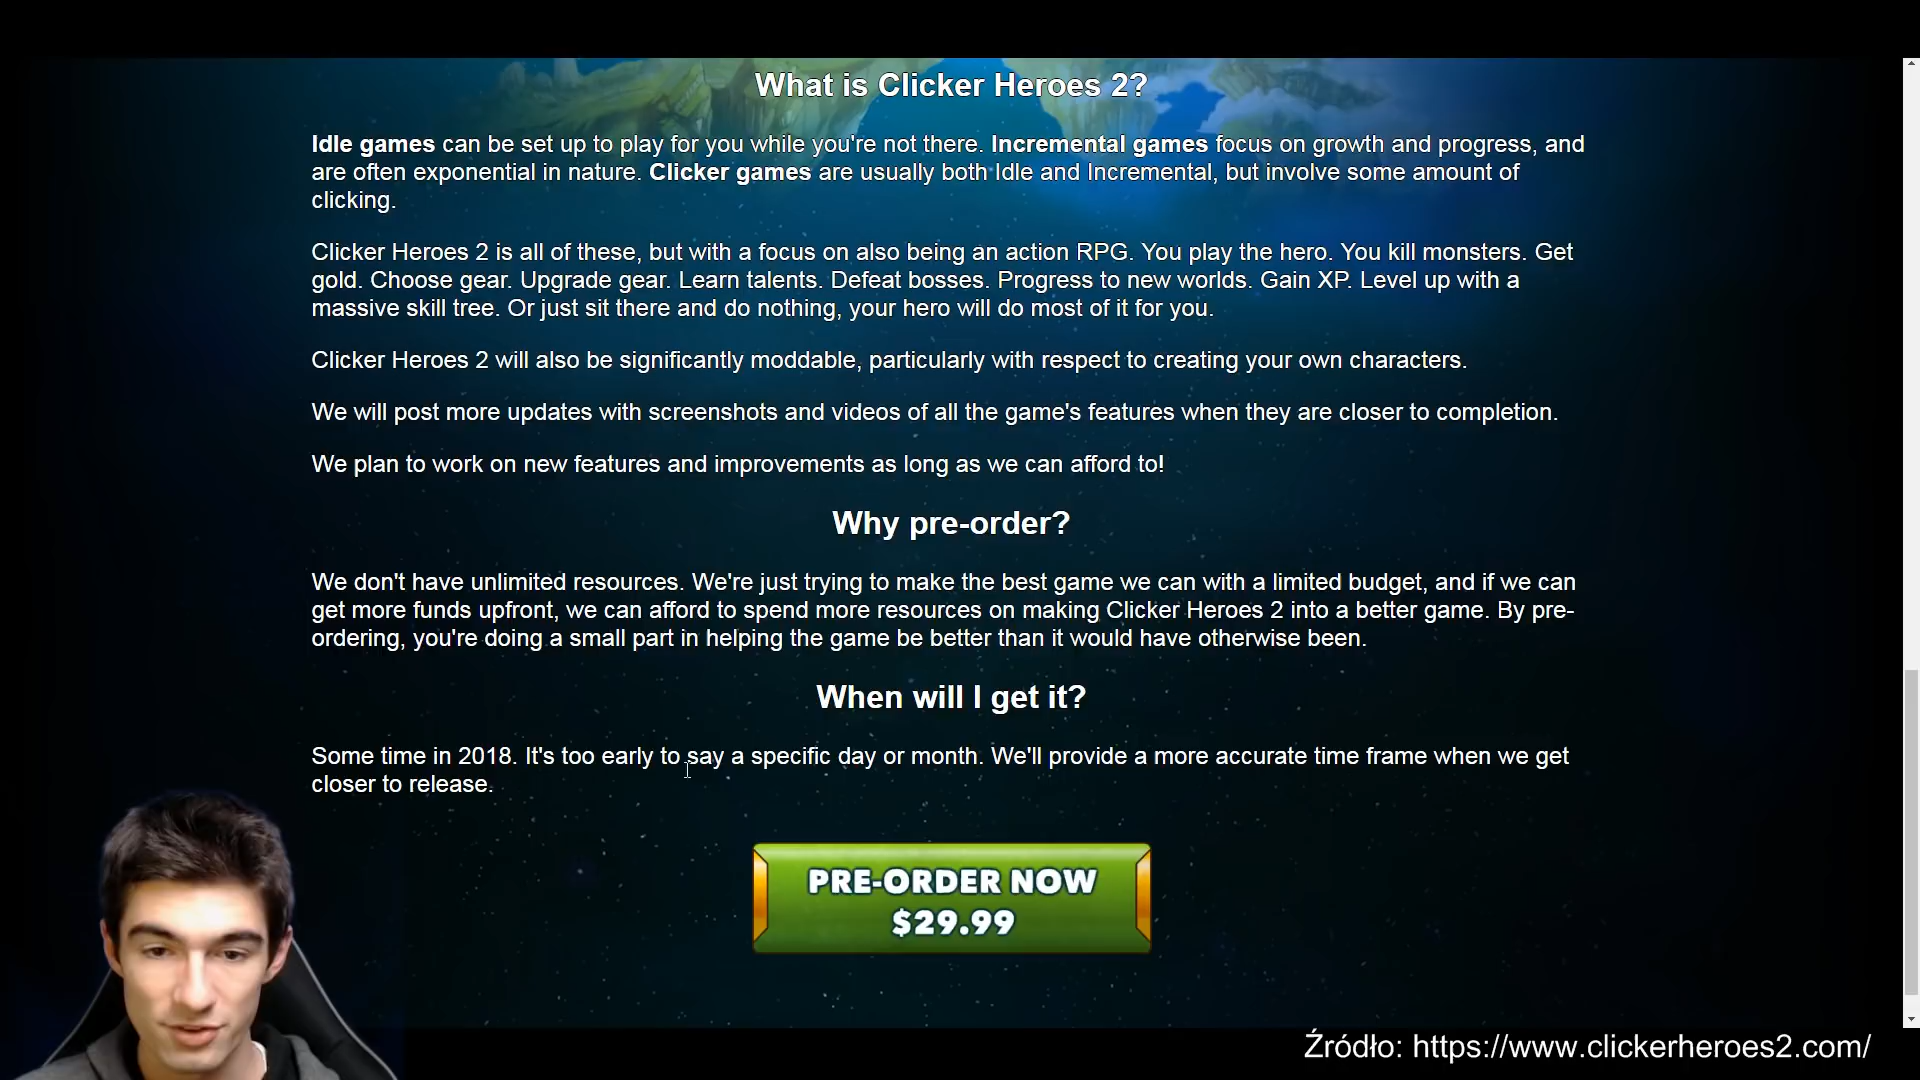 What is Clicker Heroes 2?
Idle games can be set up to play for you while you're not there. Incremental games focus on growth and progress, and
are often exponential in nature. Clicker games are usually both Idle and Incremental, but involve some amount of
clicking.
Clicker Heroes 2 is all of these, but with a focus on also being an action RPG. You play the hero. You kill monsters. Get
gold. Choose gear. Upgrade gear. Learn talents. Defeat bosses. Progress to new worlds. Gain XP. Level up with a
massive skill tree. Or just sit there and do nothing, your hero will do most of it for you.
Clicker Heroes 2 will also be significantly moddable, particularly with respect to creating your own characters.
We will post more updates with screenshots and videos of all the game's features when they are closer to completion.
We plan to work on new features and improvements as long as we can afford to!
Why pre-order?
We don't have unlimited resources. We're just trying to make the best game we can with a limited budget, and if we can
get more funds upfront, we can afford to spend more resources on making Clicker Heroes 2 into a better game. By pre-
ordering, you're doing a small part in helping the game be better than it would have otherwise been.
When will I get it?
Some time in 2018. It's too early to say a specific day or month. We'll provide a more accurate time frame when we get
closer to release.
PRE-ORDER NOW
$29.99
Źródło: https://www.clickerheroes2.com/